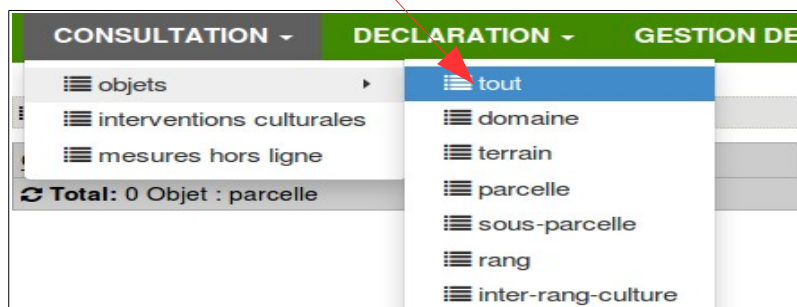 CONSULTATION DECLARATION GESTION DE
objets
interventions culturales
mesures hors ligne
Total: 0 Objet : parcelle
tout
domaine
terrain
parcelle
sous-parcelle
rang
inter-rang-culture